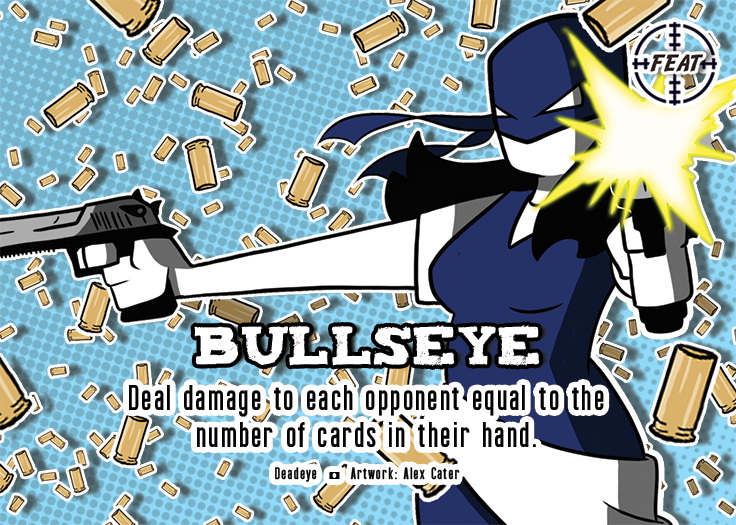 FEAT
BULLSEYE
Deal damage to each opponent equal to the
number of cards in their hand.
Deadeye Artwork: Alex Cater